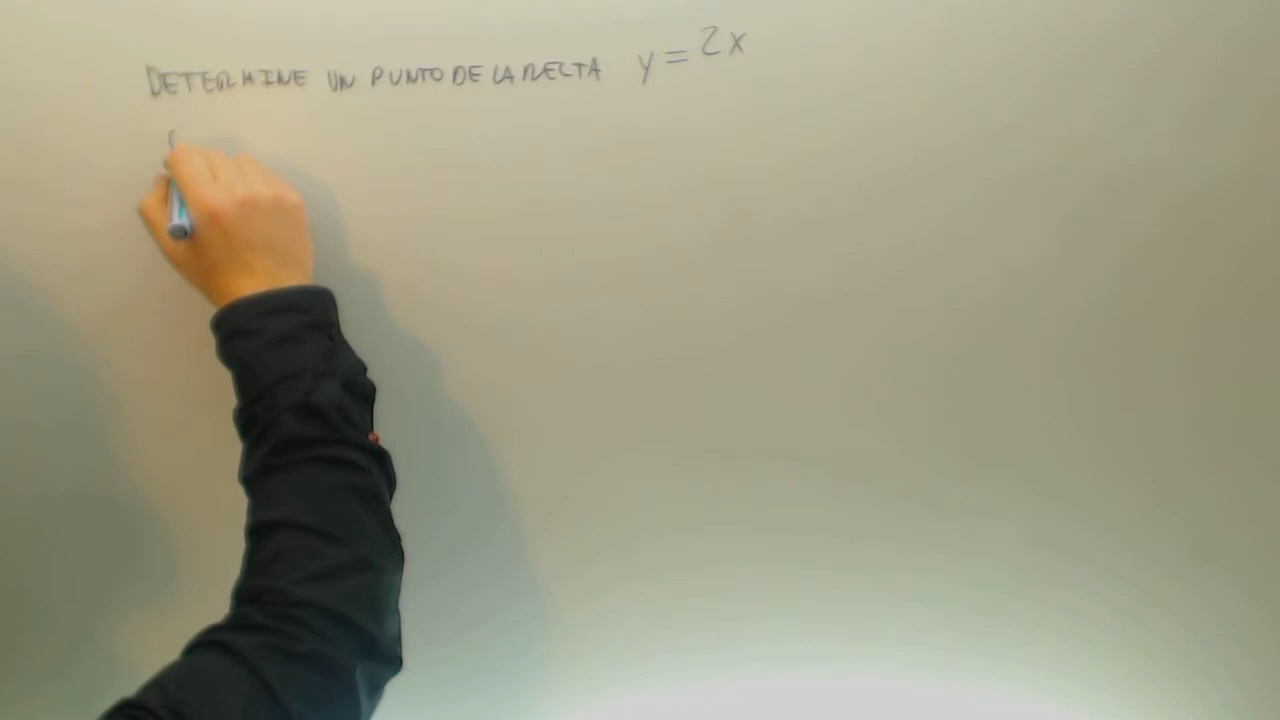 DETERMINE UN PUNTO DE LA RECTA y = 2x
(